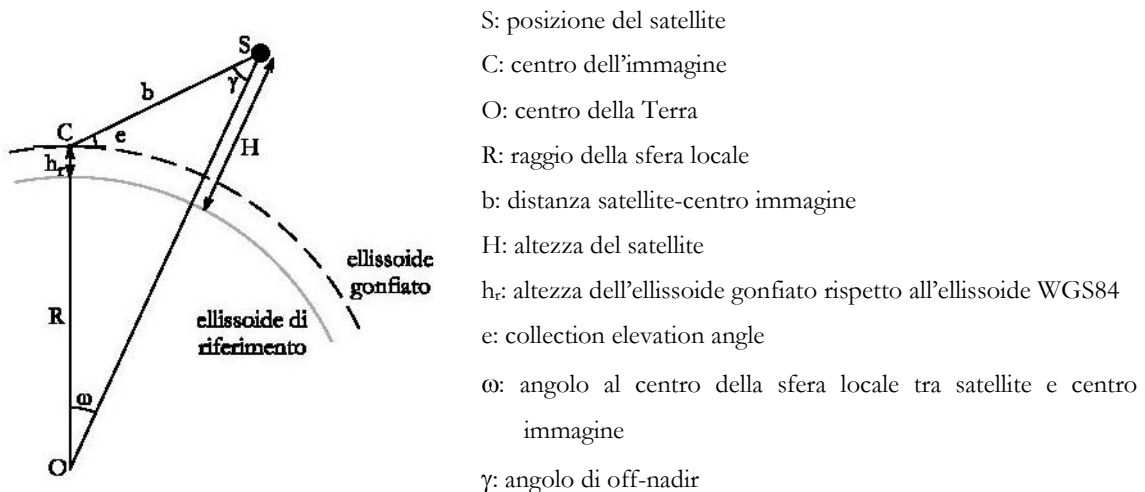 S
γ
b
C
e
H
hᵣ
ellissoide
gonfiato
R
ellissoide di
riferimento
ω
O
S: posizione del satellite
C: centro dell'immagine
O: centro della Terra
R: raggio della sfera locale
b: distanza satellite-centro immagine
H: altezza del satellite
hᵣ: altezza dell'ellissoide gonfiato rispetto all'ellissoide WGS84
e: collection elevation angle
ω: angolo al centro della sfera locale tra satellite e centro
immagine
γ: angolo di off-nadir